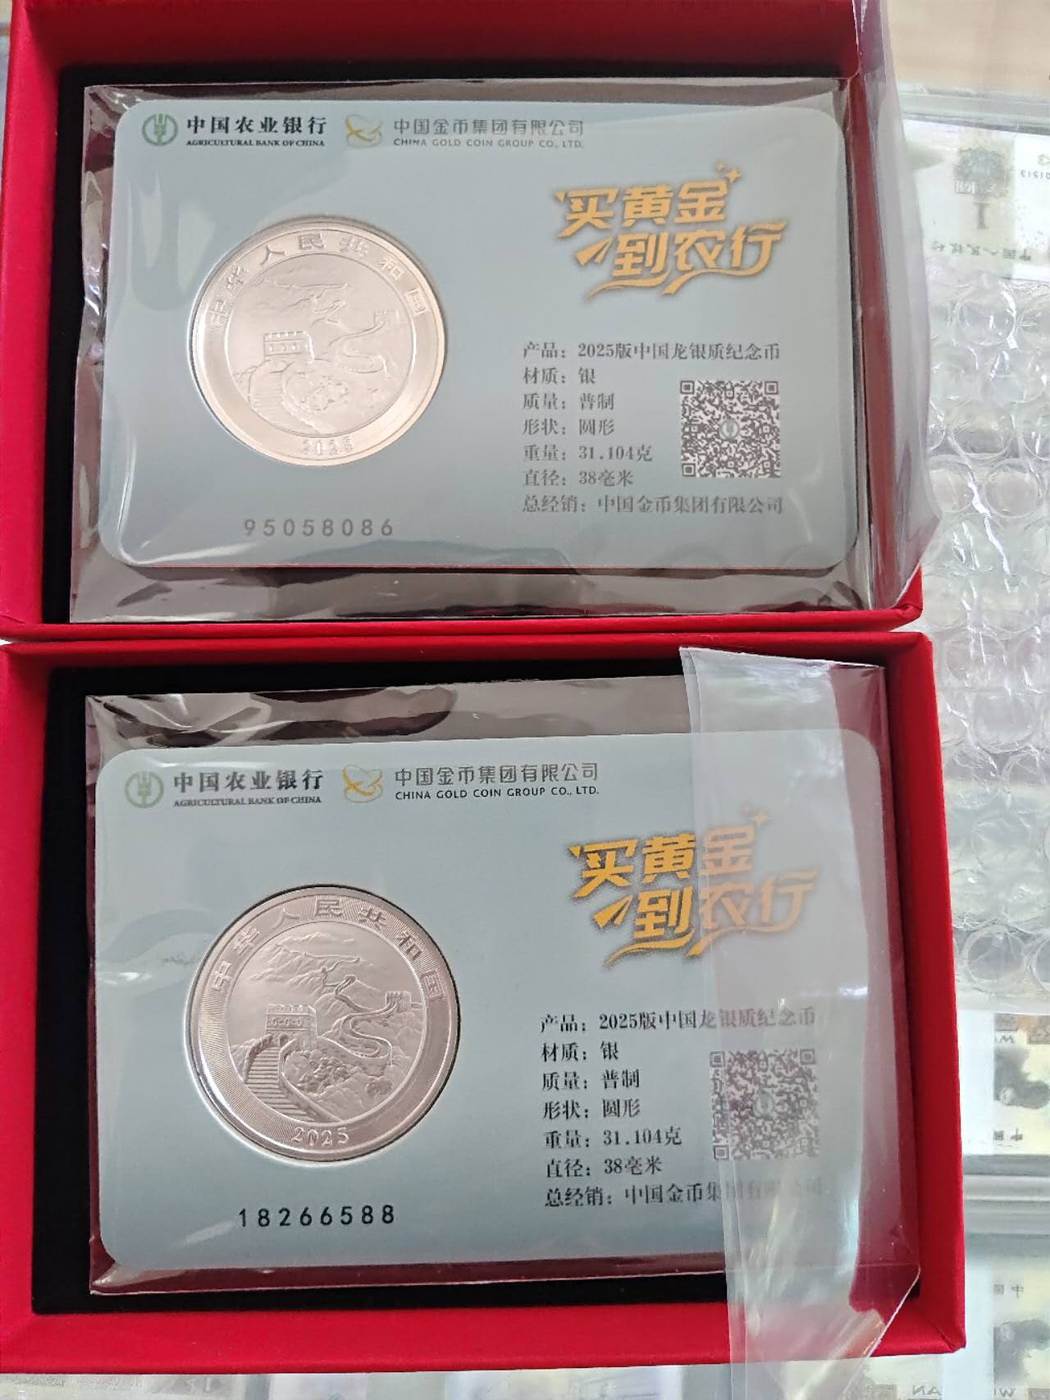 中国农业银行
AGRICULTURAL BANK OF CHINA
中国金币集团有限公司
CHINA GOLD COIN GROUP CO., LTD.
买黄金
到农行
中华人民共和国
2025
产品：2025版中国龙银质纪念币
材质：银
质量：普制
形状：圆形
重量：31.104克
直径：38毫米
总经销：中国金币集团有限公司
95058086
中国农业银行
AGRICULTURAL BANK OF CHINA
中国金币集团有限公司
CHINA GOLD COIN GROUP CO., LTD.
买黄金
到农行
中华人民共和国
2025
产品：2025版中国龙银质纪念币
材质：银
质量：普制
形状：圆形
重量：31.104克
直径：38毫米
总经销：中国金币集团有限公司
18266588